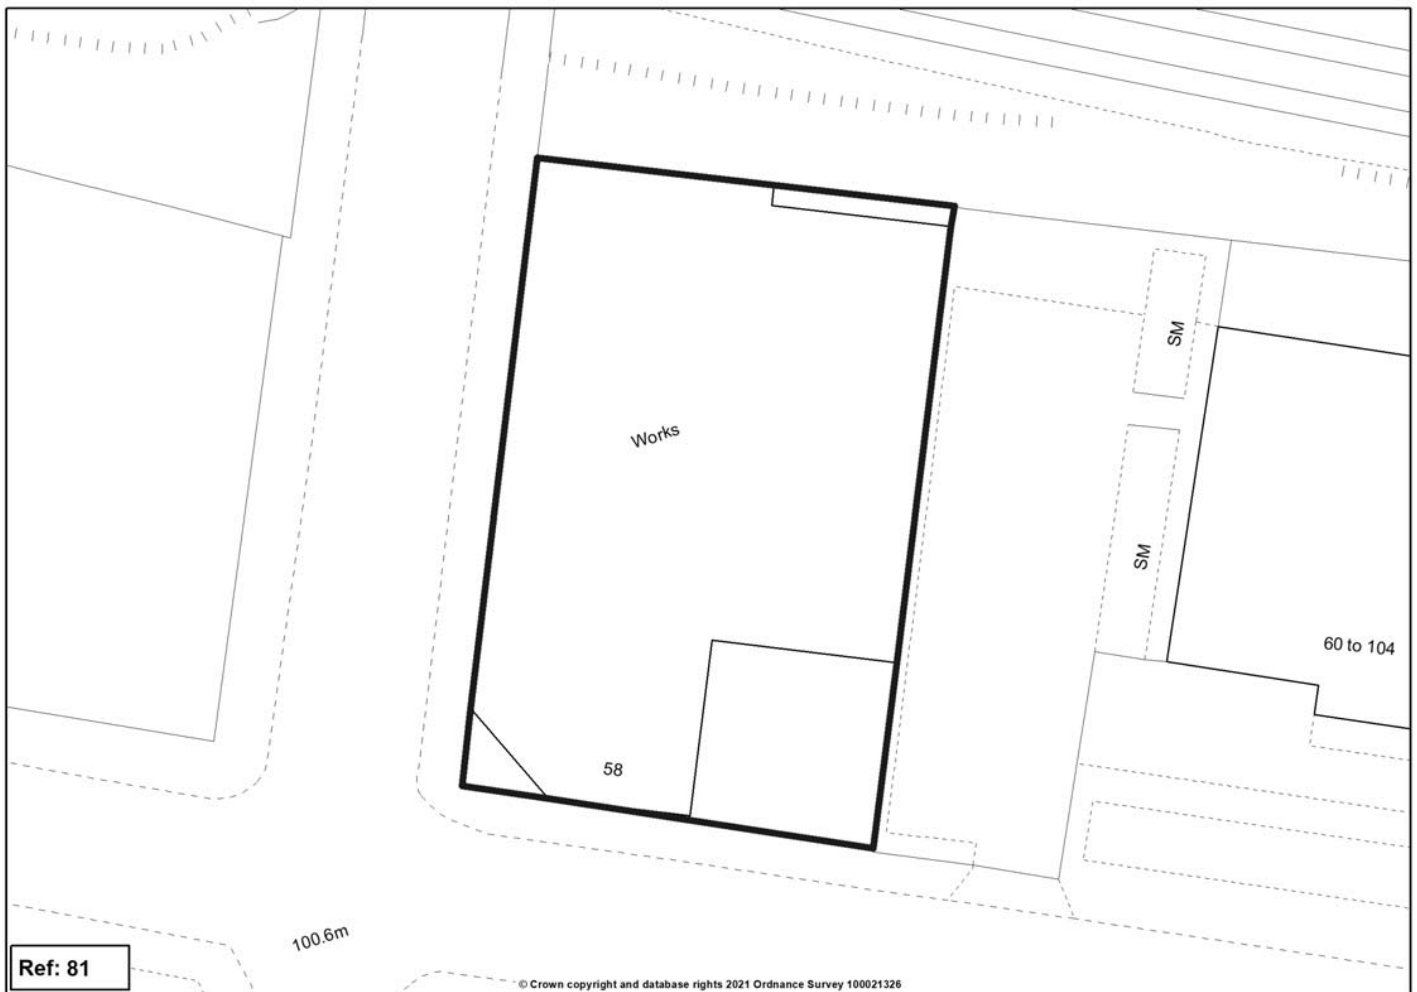 SM
Works
SM
60 to 104
58
100.6m
Ref: 81
© Crown copyright and database rights 2021 Ordnance Survey 100021326